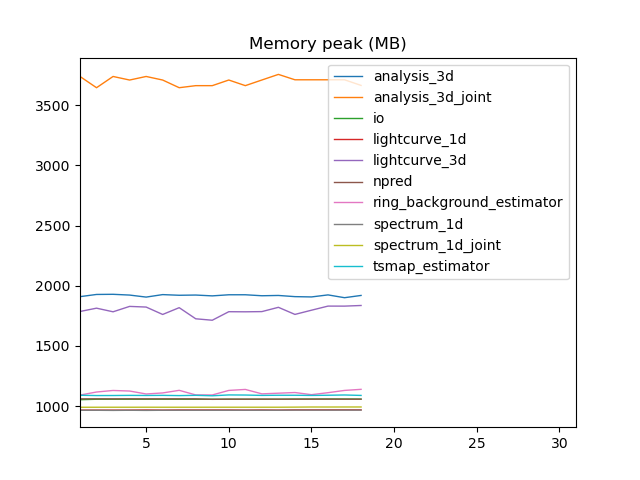 Memory peak (MB)
3500
3000
2500
2000
1500
1000
5
10
15
20
25
30
analysis_3d
analysis_3d_joint
io
lightcurve_1d
lightcurve_3d
npred
ring_background_estimator
spectrum_1d
spectrum_1d_joint
tsmap_estimator